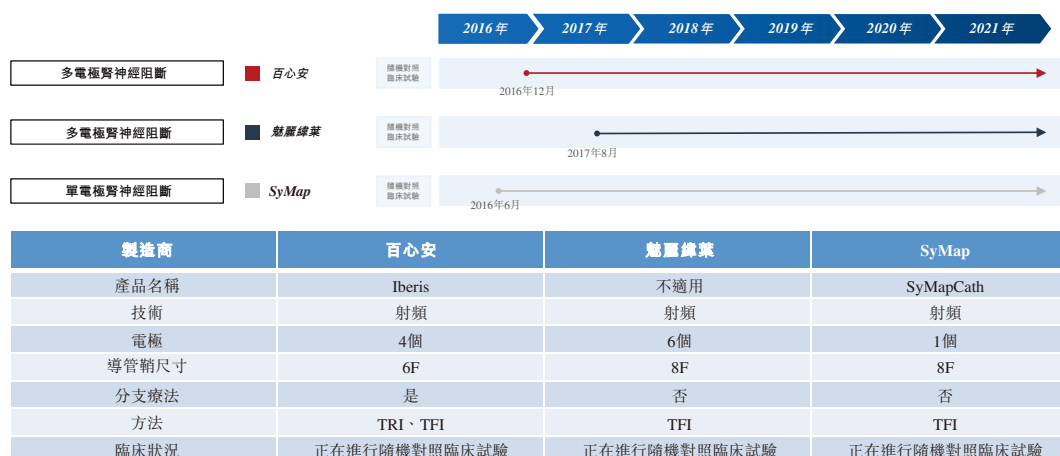 2016年 2017年 2018年 2019年 2020年 2021年
多電極腎神經阻斷 百心安 隨機對照
臨床試驗
2016年12月
多電極腎神經阻斷 魅麗緯葉 隨機對照
臨床試驗
2017年8月
單電極腎神經阻斷 SyMap 隨機對照
臨床試驗
2016年6月
製造商 百心安 魅麗緯葉 SyMap
產品名稱 Iberis 不適用 SyMapCath
技術 射頻 射頻 射頻
電極 4個 6個 1個
導管鞘尺寸 6F 8F 8F
分支療法 是 否 否
方法 TRI、TFI TFI TFI
臨床狀況 正在進行隨機對照臨床試驗 正在進行隨機對照臨床試驗 正在進行隨機對照臨床試驗